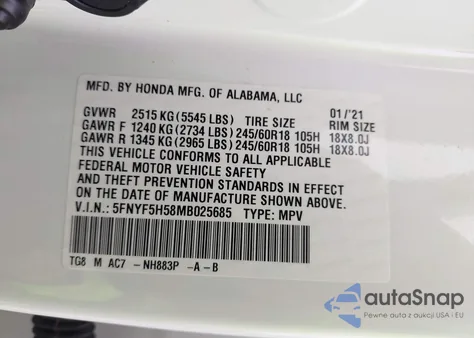 MFD. BY HONDA MFG. OF ALABAMA, LLC
01/'21
GVWR 2515 KG (5545 LBS) TIRE SIZE RIM SIZE
GAWR F 1240 KG (2734 LBS) 245/60R18 105H 18X8.0J
GAWR R 1345 KG (2965 LBS) 245/60R18 105H 18X8.0J
THIS VEHICLE CONFORMS TO ALL APPLICABLE
FEDERAL MOTOR VEHICLE SAFETY
AND THEFT PREVENTION STANDARDS IN EFFECT
ON THE DATE OF MANUFACTURE SHOWN ABOVE.
V.I.N.: 5FNYF5H58MB025685 TYPE: MPV
TG8 M AC7 - NH883P - A - B
autoSnap
Pewne auta z aukcji w USA